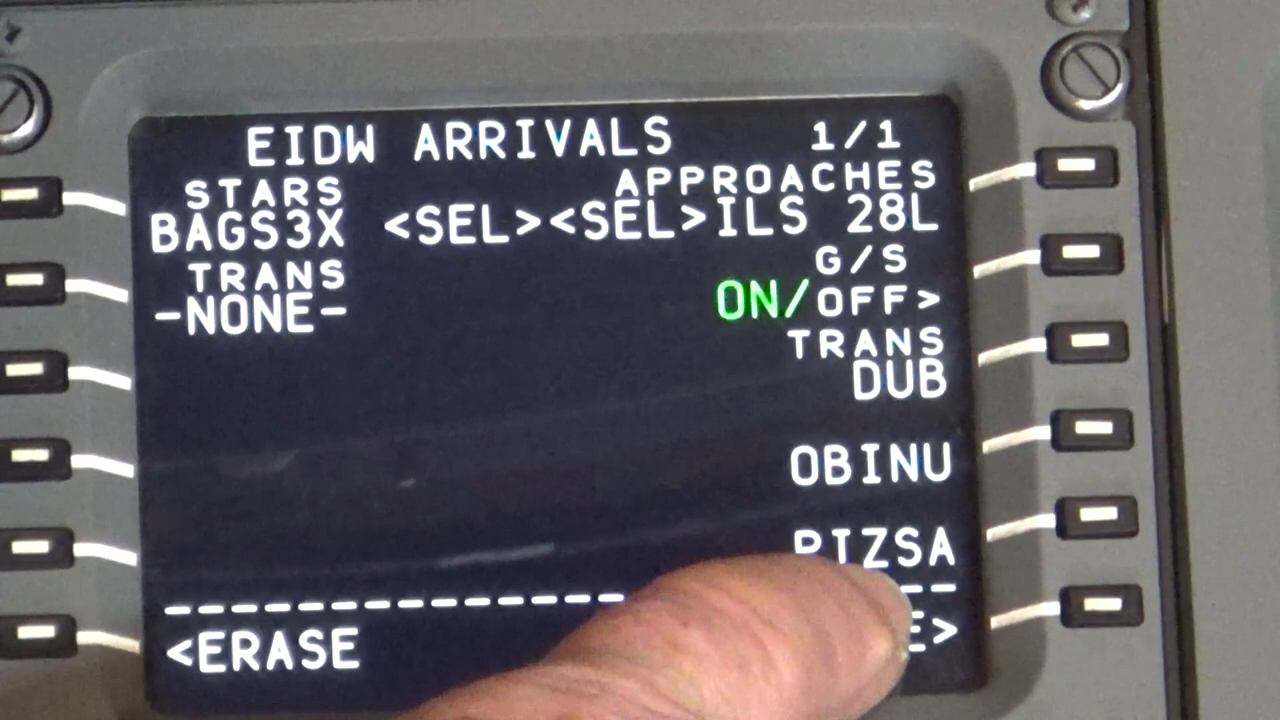 EIDW ARRIVALS 1/1
STARS APPROACHES
BAGS3X <SEL><SEL>ILS 28L
TRANS G/S
-NONE- ON/OFF>
TRANS
DUB
OBINU
<ERASE